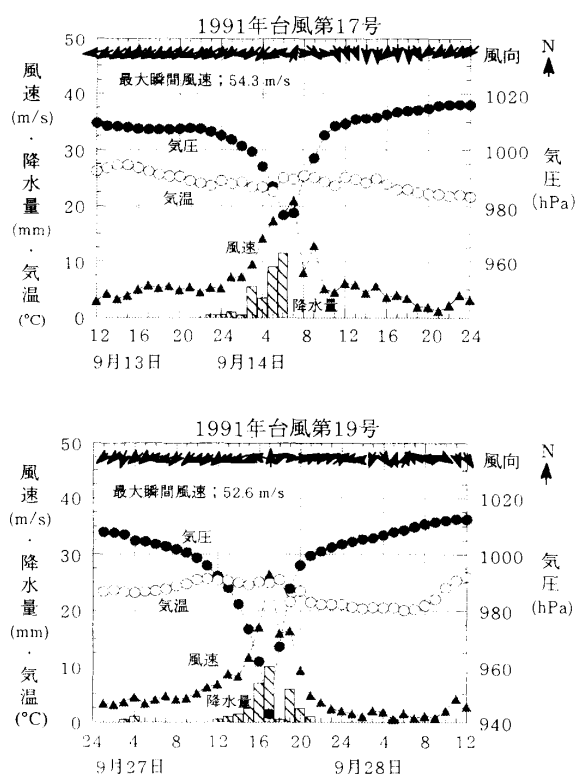 1991年台風第17号
風速(m/s)・降水量(mm)・気温(℃)
50
40
30
20
10
0
最大瞬間風速；54.3 m/s
気圧
気温
風速
降水量
風向
N
1020
1000
980
960
気圧(hPa)
12 16 20 24 4 8 12 16 20 24
9月13日 9月14日
1991年台風第19号
風速(m/s)・降水量(mm)・気温(℃)
50
40
30
20
10
0
最大瞬間風速；52.6 m/s
気圧
気温
風速
降水量
風向
N
1020
1000
980
960
940
気圧(hPa)
24 4 8 12 16 20 24 4 8 12
9月27日 9月28日